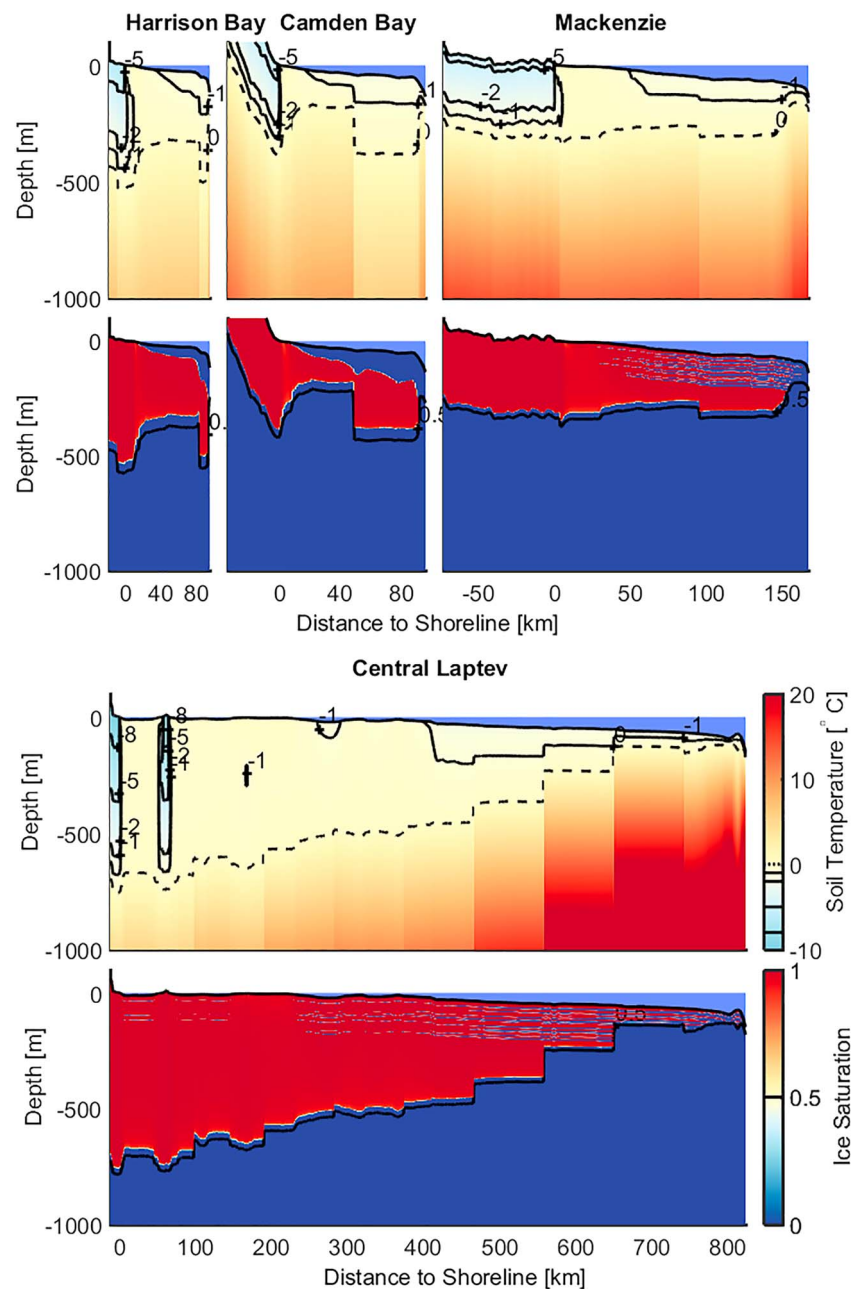 Harrison Bay Camden Bay Mackenzie
-5 -5 5
0 -1 -1 -1
-2 -2 -2 -1
0 0 0
-1
Depth [m]
-500
-1000
0
Depth [m]
0. 0.5 0.5
-500
-1000
0 40 80 0 40 80 -50 0 50 100 150
Distance to Shoreline [km]
Central Laptev
0 -8 -8 -1 0 -1
-5 -2 -1
-5 -1
Depth [m]
-500 -2
-1
-1000
20
10
0
-10
Soil Temperature [° C]
0
0.5
Depth [m]
-500
-1000
1
0.5
0
Ice Saturation
0 100 200 300 400 500 600 700 800
Distance to Shoreline [km]